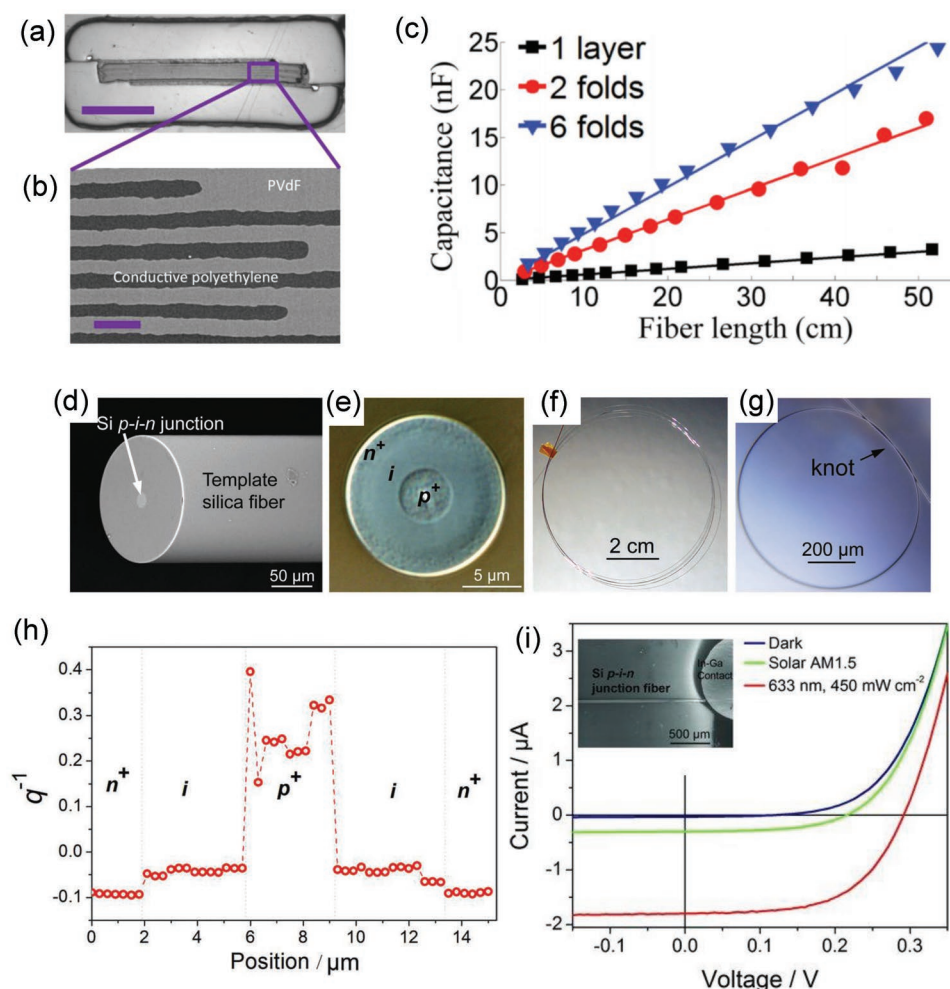 (a)
(b)
PVdF
Conductive polyethylene
(c)
Capacitance (nF)
25
20
15
10
5
0
1 layer
2 folds
6 folds
0
10
20
30
40
50
Fiber length (cm)
(d)
Si p-i-n
junction
Template
silica fiber
50 µm
(e)
n+
i
p+
5 µm
(f)
2 cm
(g)
knot
200 µm
(h)
q-1
0.4
0.3
0.2
0.1
0.0
-0.1
n+
i
p+
i
n+
0
2
4
6
8
10
12
14
Position / µm
(i)
Current / µA
3
2
1
0
-1
-2
Si p-i-n
junction fiber
In-Ga
Contact
500 µm
Dark
Solar AM1.5
633 nm, 450 mW cm-2
-0.1
0.0
0.1
0.2
0.3
Voltage / V